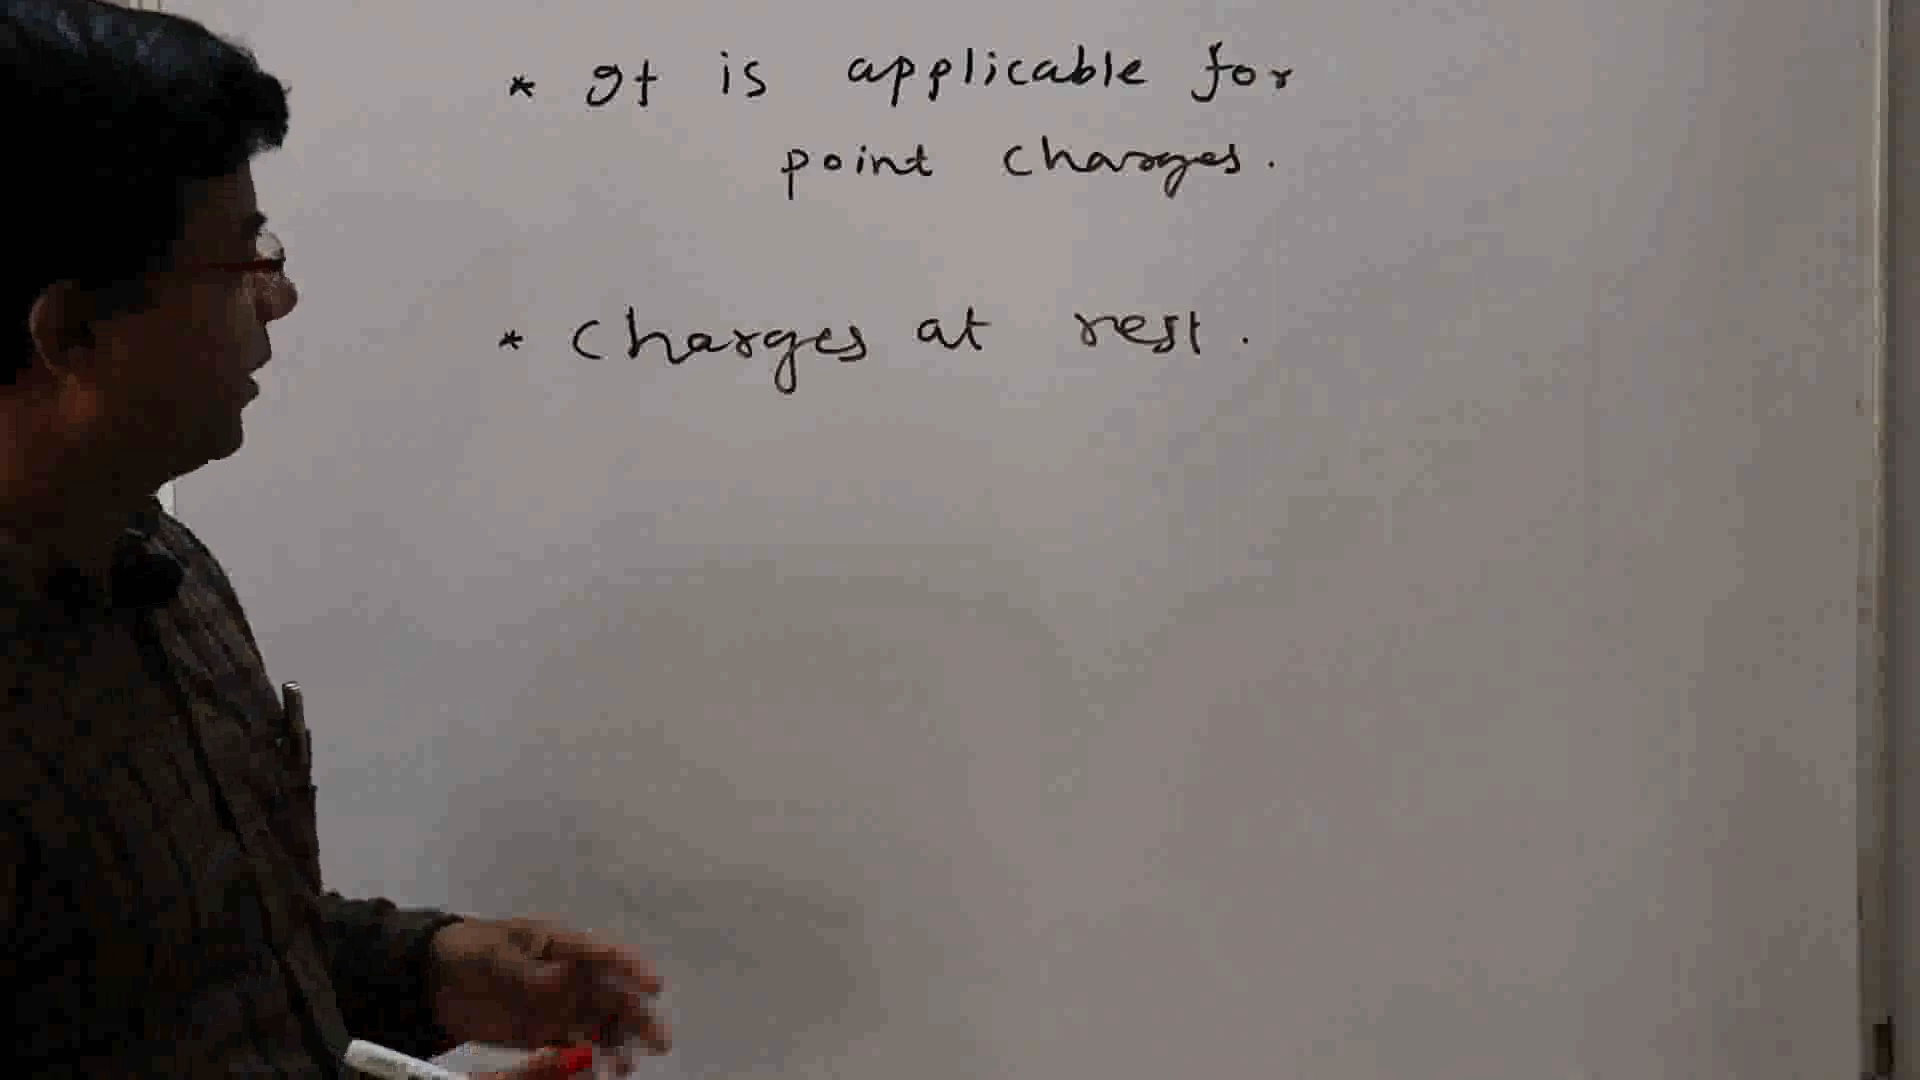 * It is applicable for
point charges.
* Charges at rest.